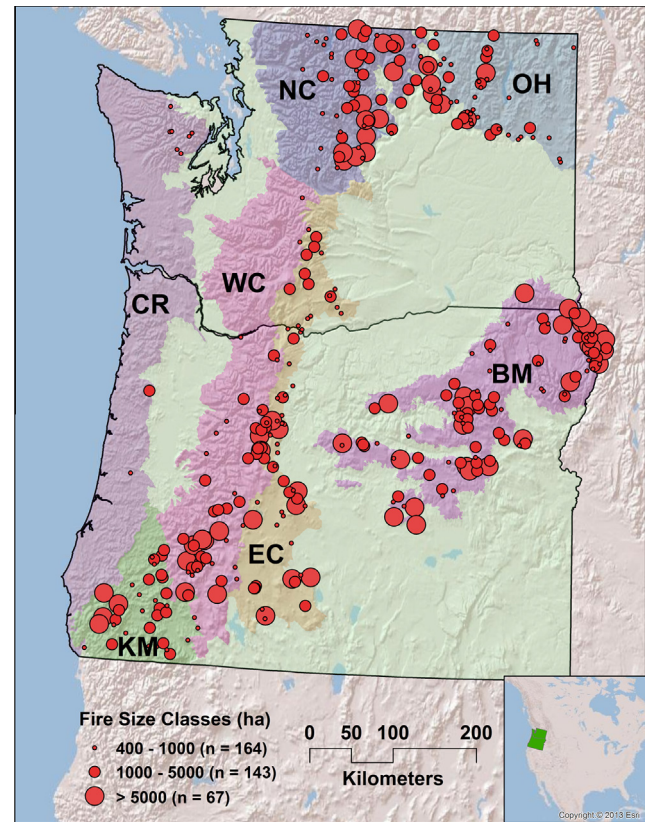 NC
OH
WC
CR
BM
EC
KM
Fire Size Classes (ha)
400 - 1000 (n = 164)
1000 - 5000 (n = 143)
> 5000 (n = 67)
0 50 100 200
Kilometers
Copyright © 2013 Esri